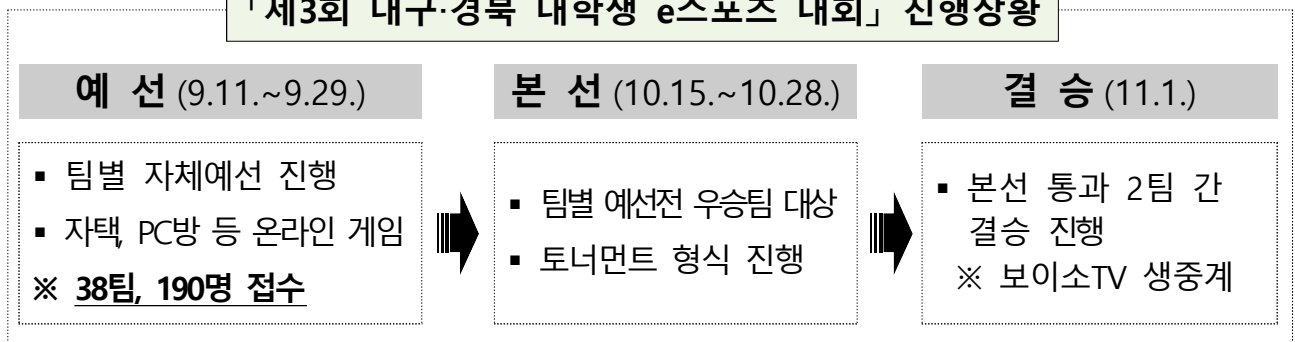 「제3회 대구·경북 대학생 e스포츠 대회」 진행상황
예 선 (9.11.~9.29.)
▪ 팀별 자체예선 진행
▪ 자택, PC방 등 온라인 게임
※ 38팀, 190명 접수
본 선 (10.15.~10.28.)
▪ 팀별 예선전 우승팀 대상
▪ 토너먼트 형식 진행
결 승 (11.1.)
▪ 본선 통과 2팀 간
결승 진행
※ 보이소TV 생중계